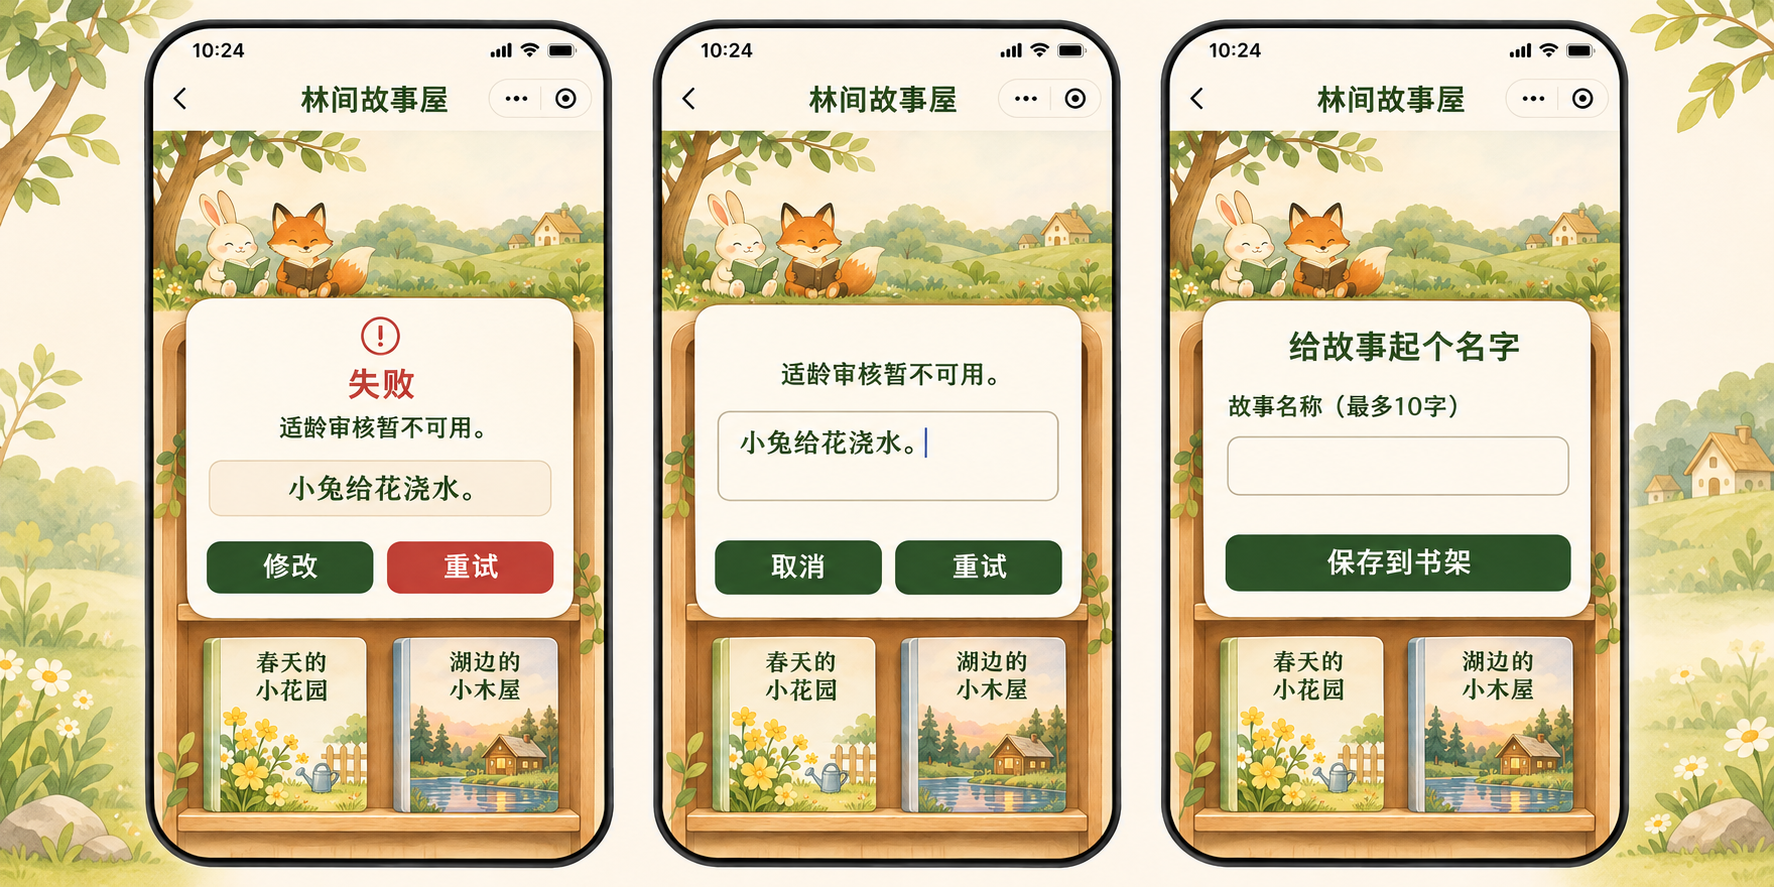 10:24
林间故事屋
失败
适龄审核暂不可用。
小兔给花浇水。
修改
重试
春天的
小花园
湖边的
小木屋
10:24
林间故事屋
适龄审核暂不可用。
小兔给花浇水。
取消
重试
春天的
小花园
湖边的
小木屋
10:24
林间故事屋
给故事起个名字
故事名称（最多10字）
保存到书架
春天的
小花园
湖边的
小木屋